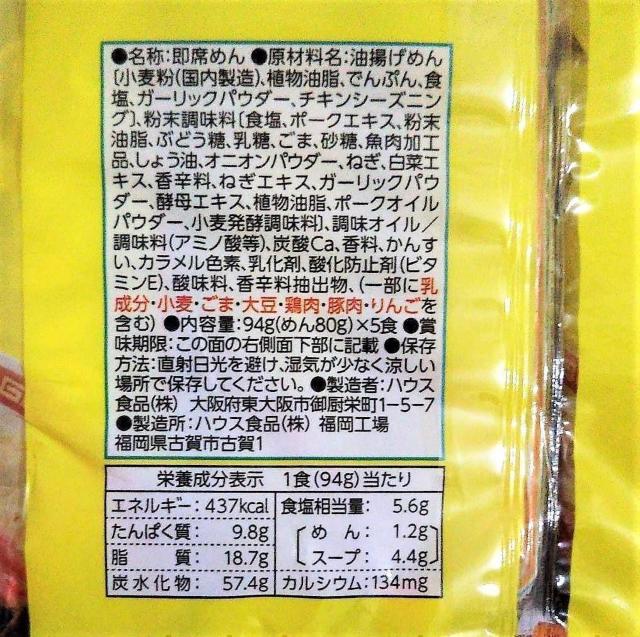 ●名称:即席めん ●原材料名:油揚げめん
〔小麦粉(国内製造)、植物油脂、でんぷん、食
塩、ガーリックパウダー、チキンシーズニン
グ〕、粉末調味料〔食塩、ポークエキス、粉末
油脂、ぶどう糖、乳糖、ごま、砂糖、魚肉加工
品、しょう油、オニオンパウダー、ねぎ、白菜エ
キス、香辛料、ねぎエキス、ガーリックパウ
ダー、酵母エキス、植物油脂、ポークオイル
パウダー、小麦発酵調味料〕、調味オイル／
調味料(アミノ酸等)、炭酸Ca、香料、かんす
い、カラメル色素、乳化剤、酸化防止剤(ビタ
ミンE)、酸味料、香辛料抽出物、(一部に乳
成分・小麦・ごま・大豆・鶏肉・豚肉・りんごを
含む) ●内容量:94g(めん80g)×5食 ●賞
味期限:この面の右側面下部に記載 ●保存
方法:直射日光を避け、湿気が少なく涼しい
場所で保存してください。●製造者:ハウス
食品(株) 大阪府東大阪市御厨栄町1-5-7
●製造所:ハウス食品(株) 福岡工場
福岡県古賀市古賀1
栄養成分表示 1食(94g)当たり
エネルギー: 437kcal 食塩相当量: 5.6g
たんぱく質: 9.8g めん: 1.2g
脂質: 18.7g スープ: 4.4g
炭水化物: 57.4g カルシウム:134mg